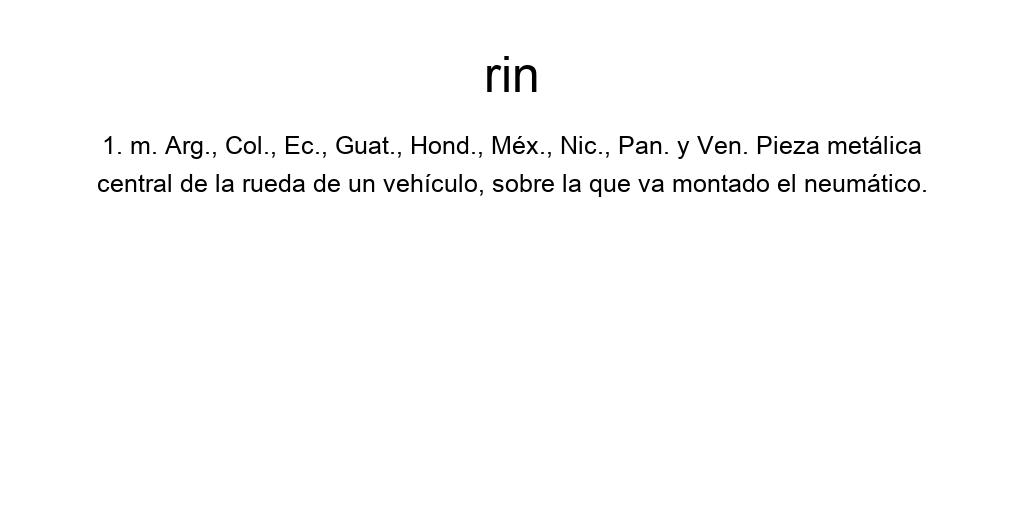 rin
1. m. Arg., Col., Ec., Guat., Hond., Méx., Nic., Pan. y Ven. Pieza metálica
central de la rueda de un vehículo, sobre la que va montado el neumático.